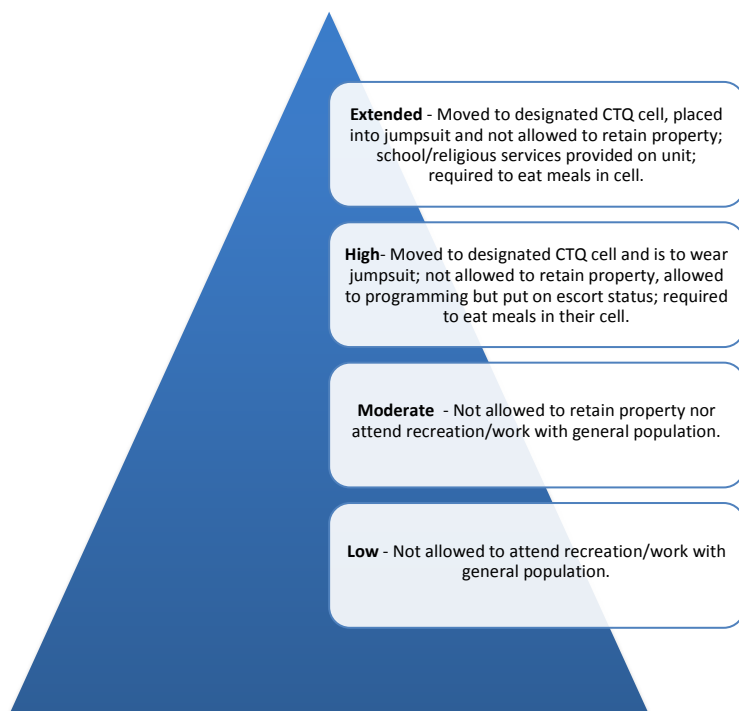 Extended - Moved to designated CTQ cell, placed
into jumpsuit and not allowed to retain property;
school/religious services provided on unit;
required to eat meals in cell.
High- Moved to designated CTQ cell and is to wear
jumpsuit; not allowed to retain property, allowed
to programming but put on escort status; required
to eat meals in their cell.
Moderate - Not allowed to retain property nor
attend recreation/work with general population.
Low - Not allowed to attend recreation/work with
general population.